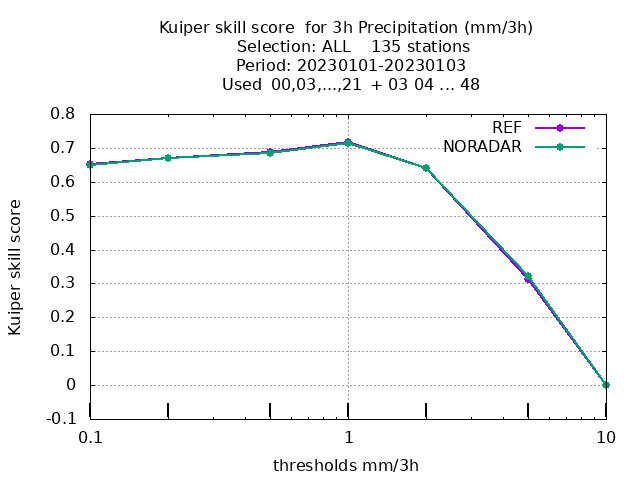 Kuiper skill score  for 3h Precipitation (mm/3h)
Selection: ALL    135 stations
Period: 20230101-20230103
Used  00,03,...,21  + 03 04 ... 48
REF
NORADAR
0.8
0.7
0.6
0.5
0.4
0.3
0.2
0.1
0
-0.1
Kuiper skill score
0.1 1 10
thresholds mm/3h